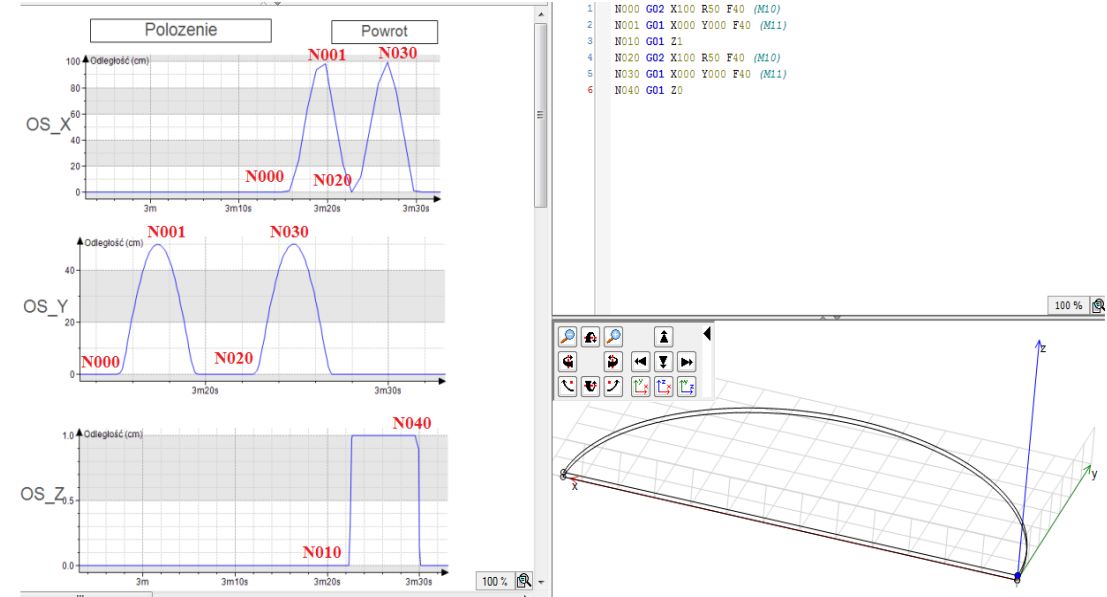 Polozenie
Powrot
Odległość (cm)
N001
N030
100
80
60
OS_X
40
20
N000
N020
0
3m
3m10s
3m20s
3m30s
N001
N030
Odległość (cm)
40
OS_Y
20
N000
N020
0
3m20s
3m30s
N040
1.0
Odległość (cm)
OS_Z
0.5
N010
0.0
3m
3m10s
3m20s
3m30s
100 %
1 N000 G02 X100 R50 F40 (M10)
2 N001 G01 X000 Y000 F40 (M11)
3 N010 G01 Z1
4 N020 G02 X100 R50 F40 (M10)
5 N030 G01 X000 Y000 F40 (M11)
6 N040 G01 Z0
100 %
z
x
y